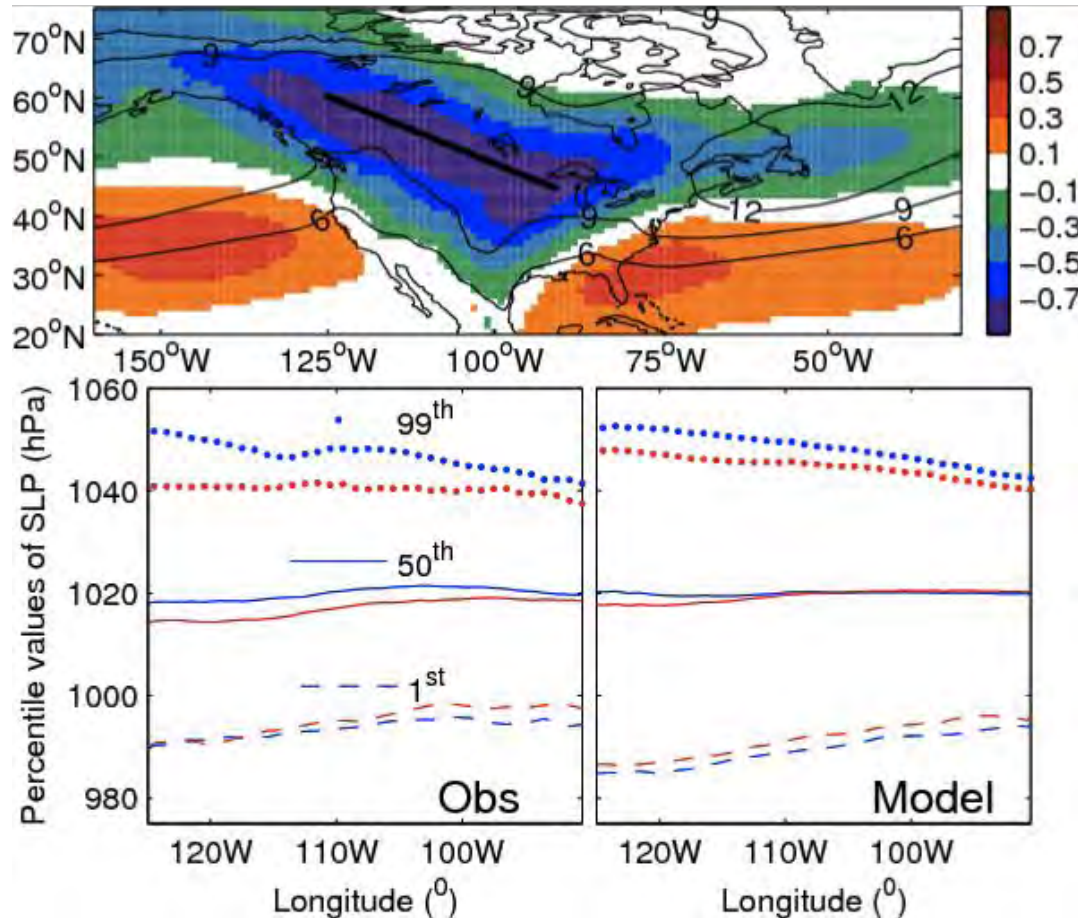 70°N
60°N
50°N
40°N
30°N
20°N
9
9
9
12
12
9
6
6
9
6
150°W 125°W 100°W 75°W 50°W
0.7
0.5
0.3
0.1
-0.1
-0.3
-0.5
-0.7
Percentile values of SLP (hPa)
1060
1040
1020
1000
980
99th
50th
1st
Obs
Model
120W 110W 100W
120W 110W 100W
Longitude (0)
Longitude (0)